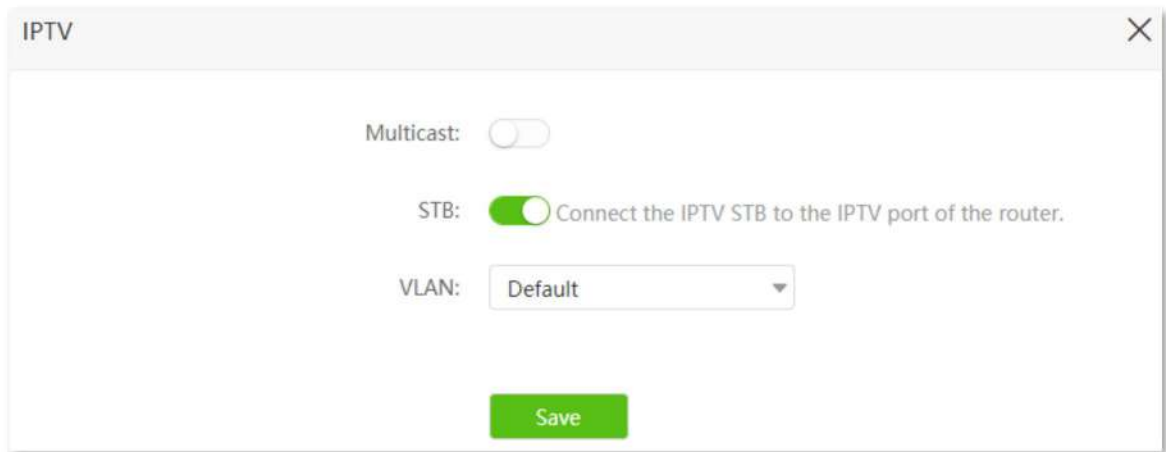 IPTV
Multicast:
STB: Connect the IPTV STB to the IPTV port of the router.
VLAN: Default
Save